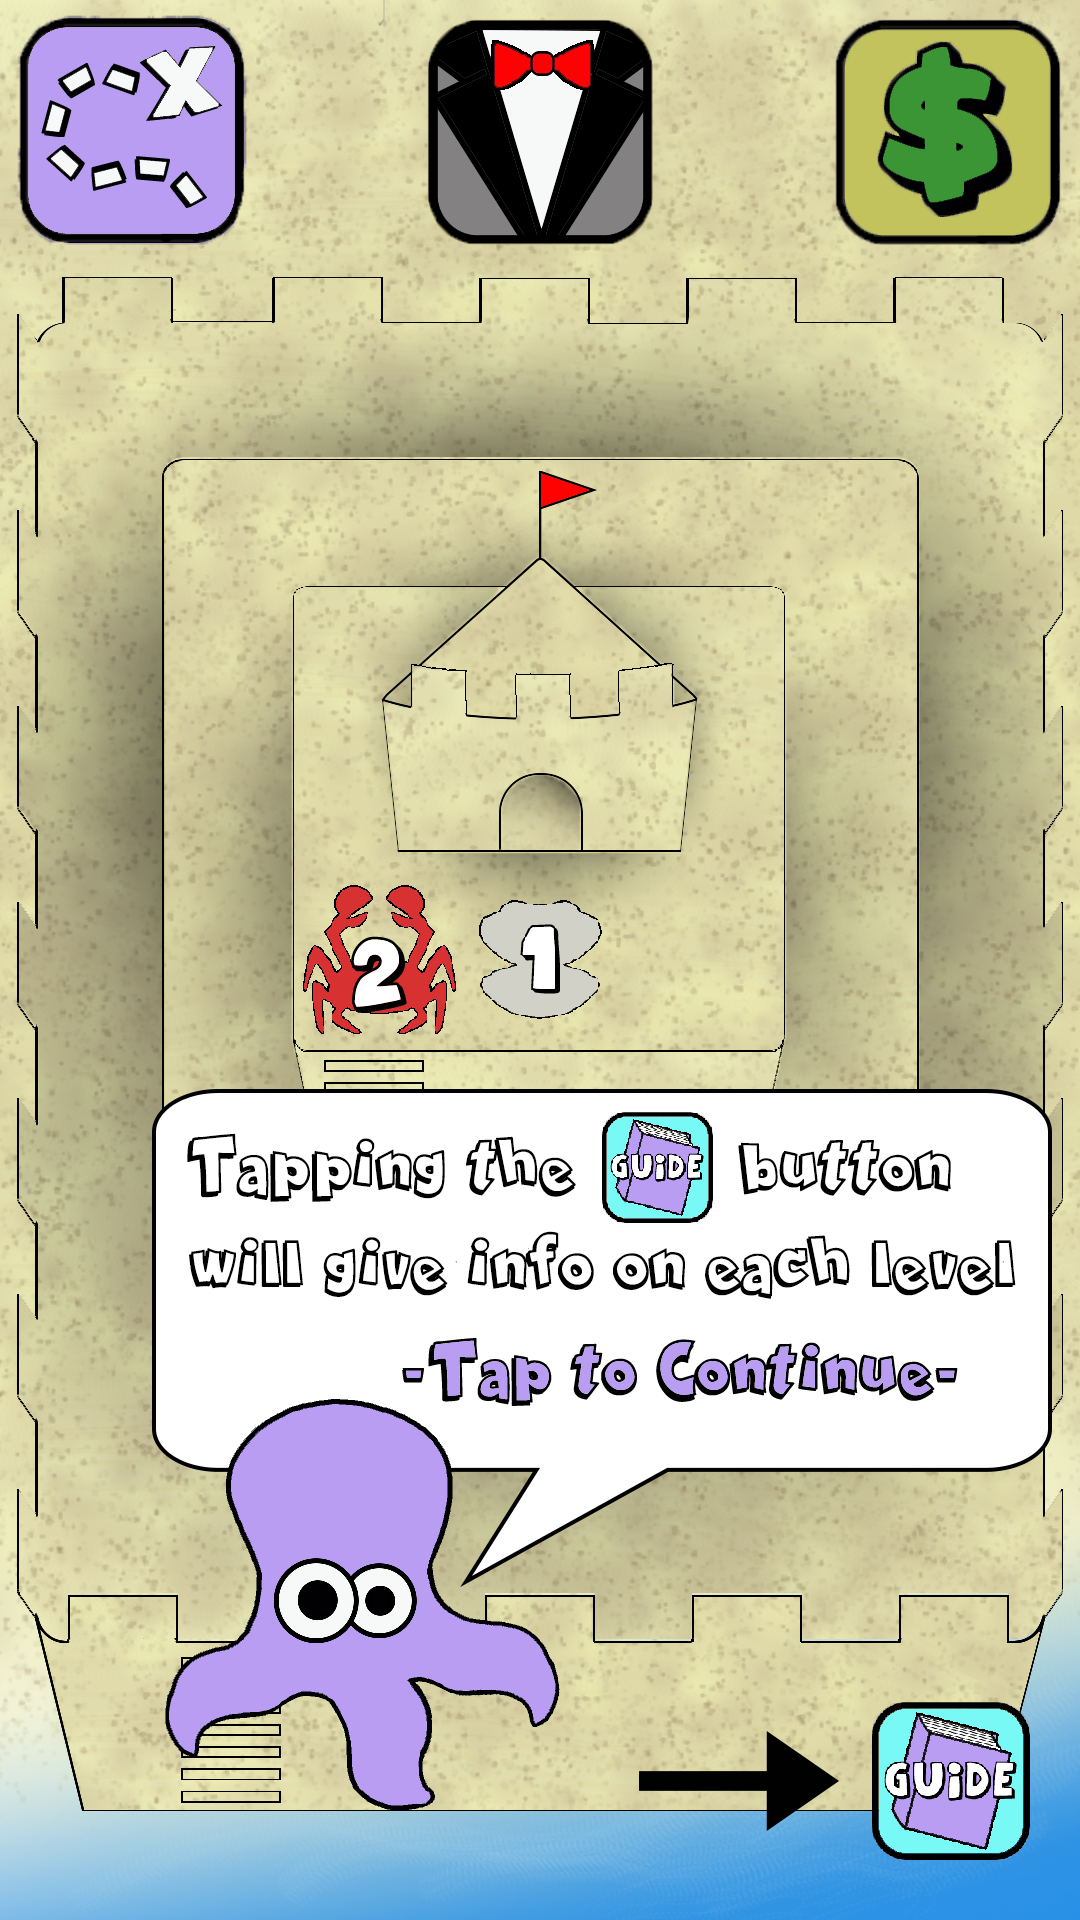 X
$
2
1
Tapping the GUiDE button
will give info on each level
-Tap to Continue-
GUiDE